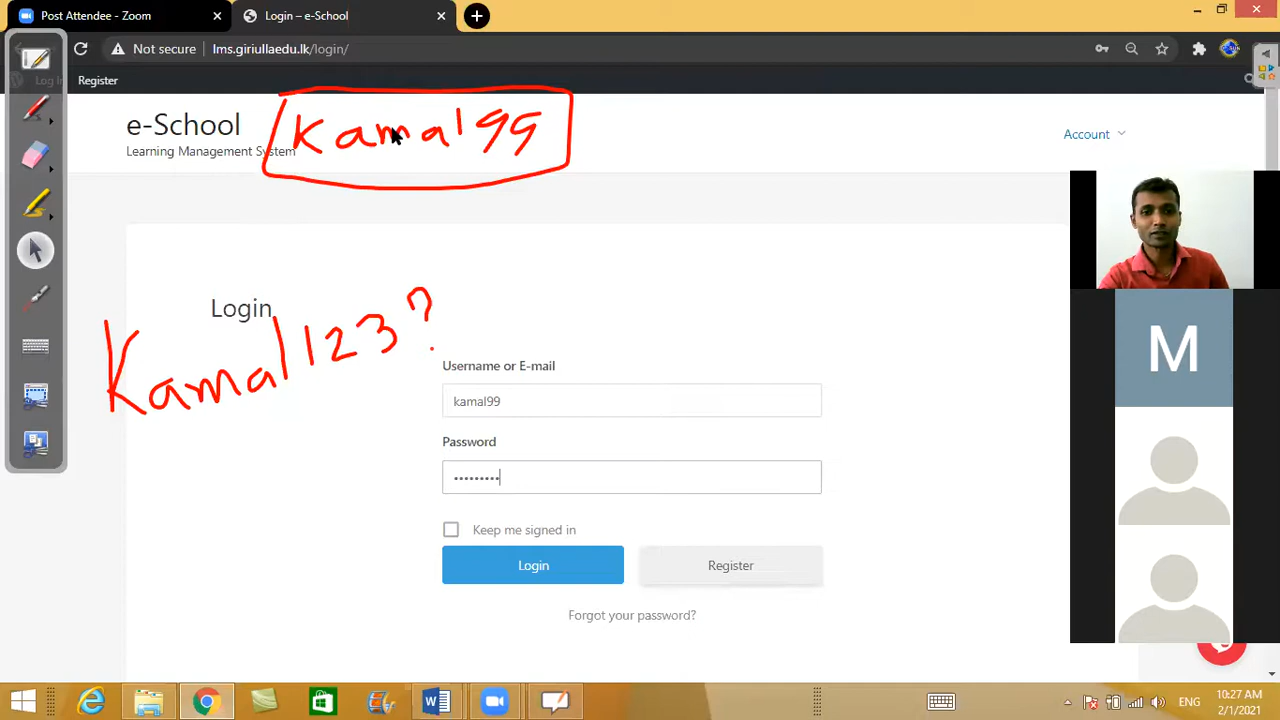 Post Attendee - Zoom
Login – e-School
Not secure
lms.giriullaedu.lk/login/
Log In
Register
e-School
Learning Management System
Kamal99
Account
M
Login
Kamal123?
Username or E-mail
kamal99
Password
•••••••••
Keep me signed in
Login
Register
Forgot your password?
ENG
10:27 AM
2/1/2021